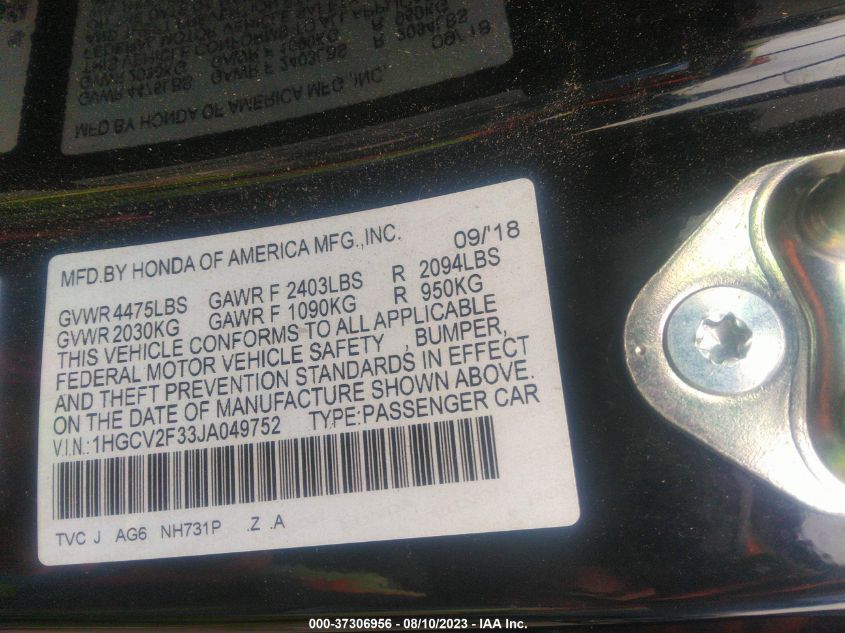 MFD.BY HONDA OF AMERICA MFG.,INC. 09/'18
GVWR 4475LBS GAWR F 2403LBS R 2094LBS
GVWR 2030KG GAWR F 1090KG R 950KG
THIS VEHICLE CONFORMS TO ALL APPLICABLE
FEDERAL MOTOR VEHICLE SAFETY , BUMPER,
AND THEFT PREVENTION STANDARDS IN EFFECT
ON THE DATE OF MANUFACTURE SHOWN ABOVE.
V.I.N.:1HGCV2F33JA049752 TYPE:PASSENGER CAR
TVC J AG6 NH731P .Z .A
000-37306956 - 08/10/2023 - IAA Inc.